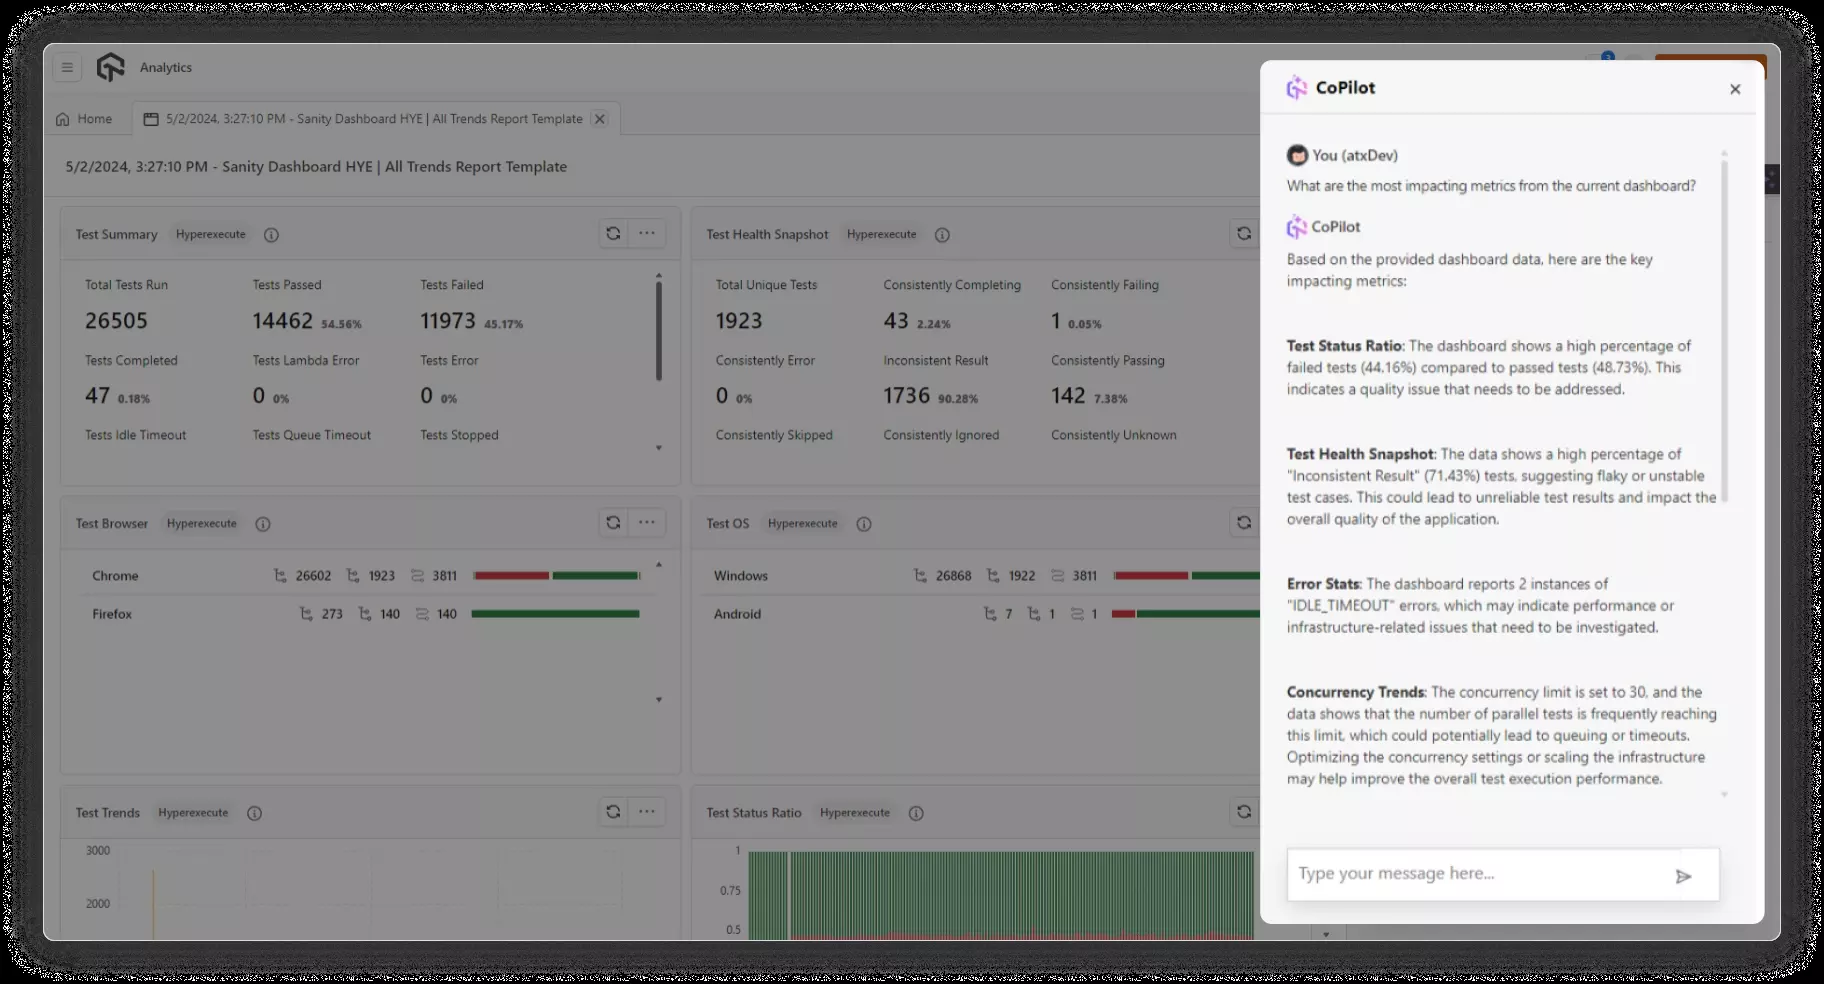 Analytics
3
Home
5/2/2024, 3:27:10 PM - Sanity Dashboard HYE | All Trends Report Template
5/2/2024, 3:27:10 PM - Sanity Dashboard HYE | All Trends Report Template
Test Summary Hyperexecute
Total Tests Run Tests Passed Tests Failed
26505 14462 54.56% 11973 45.17%
Tests Completed Tests Lambda Error Tests Error
47 0.18% 0 0% 0 0%
Tests Idle Timeout Tests Queue Timeout Tests Stopped
Test Health Snapshot Hyperexecute
Total Unique Tests Consistently Completing Consistently Failing
1923 43 2.24% 1 0.05%
Consistently Error Inconsistent Result Consistently Passing
0 0% 1736 90.28% 142 7.38%
Consistently Skipped Consistently Ignored Consistently Unknown
Test Browser Hyperexecute
Chrome 26602 1923 3811
Firefox 273 140 140
Test OS Hyperexecute
Windows 26868 1922 3811
Android 7 1 1
Test Trends Hyperexecute
3000
2000
Test Status Ratio Hyperexecute
1
0.75
0.5
CoPilot
You (atxDev)
What are the most impacting metrics from the current dashboard?
CoPilot
Based on the provided dashboard data, here are the key
impacting metrics:
Test Status Ratio: The dashboard shows a high percentage of
failed tests (44.16%) compared to passed tests (48.73%). This
indicates a quality issue that needs to be addressed.
Test Health Snapshot: The data shows a high percentage of
"Inconsistent Result" (71.43%) tests, suggesting flaky or unstable
test cases. This could lead to unreliable test results and impact the
overall quality of the application.
Error Stats: The dashboard reports 2 instances of
"IDLE_TIMEOUT" errors, which may indicate performance or
infrastructure-related issues that need to be investigated.
Concurrency Trends: The concurrency limit is set to 30, and the
data shows that the number of parallel tests is frequently reaching
this limit, which could potentially lead to queuing or timeouts.
Optimizing the concurrency settings or scaling the infrastructure
may help improve the overall test execution performance.
Type your message here...